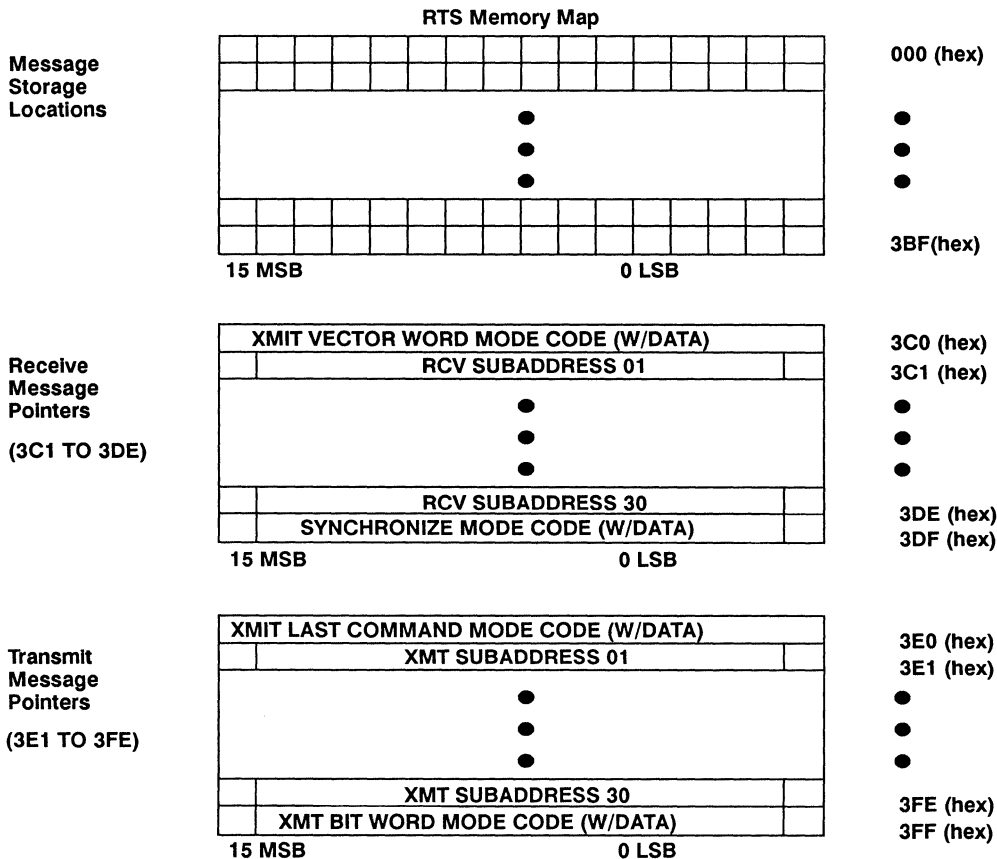 RTS Memory Map
Message
Storage
Locations
000 (hex)
3BF(hex)
15 MSB
0 LSB
Receive
Message
Pointers
(3C1 TO 3DE)
XMIT VECTOR WORD MODE CODE (W/DATA)
3C0 (hex)
RCV SUBADDRESS 01
3C1 (hex)
RCV SUBADDRESS 30
3DE (hex)
SYNCHRONIZE MODE CODE (W/DATA)
3DF (hex)
15 MSB
0 LSB
Transmit
Message
Pointers
(3E1 TO 3FE)
XMIT LAST COMMAND MODE CODE (W/DATA)
3E0 (hex)
XMT SUBADDRESS 01
3E1 (hex)
XMT SUBADDRESS 30
3FE (hex)
XMT BIT WORD MODE CODE (W/DATA)
3FF (hex)
15 MSB
0 LSB